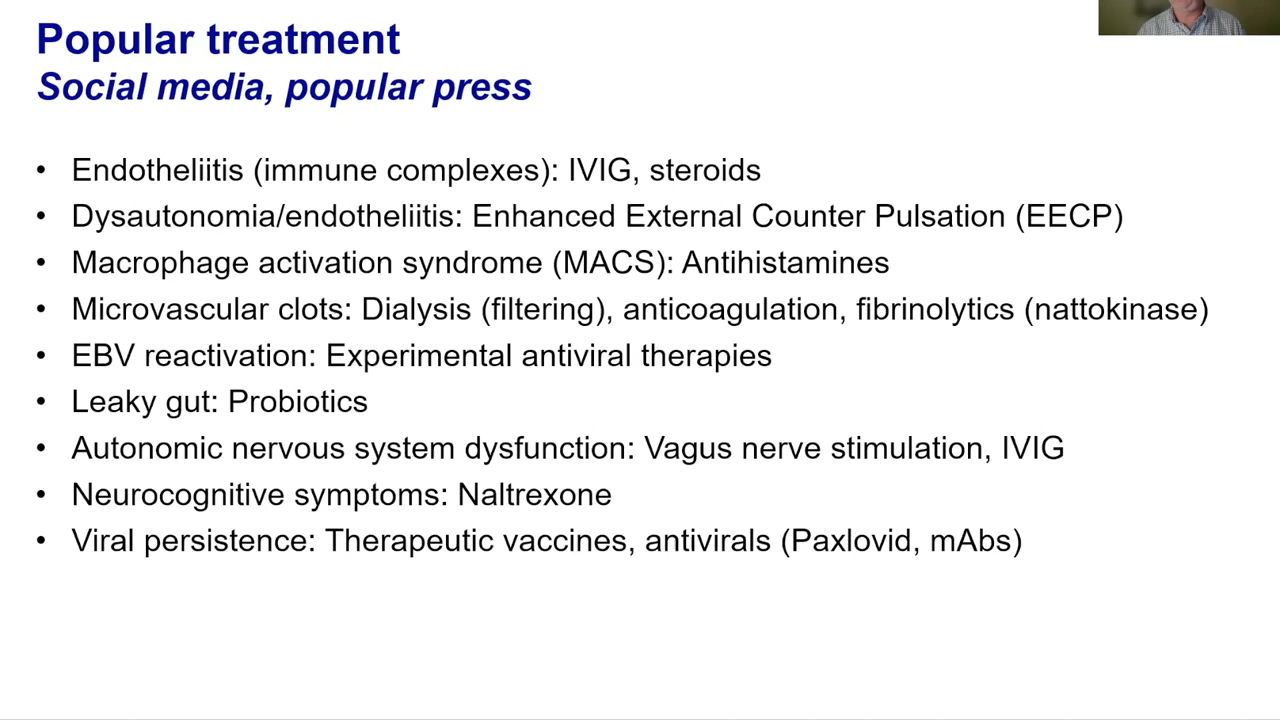 Popular treatment
Social media, popular press
• Endotheliitis (immune complexes): IVIG, steroids
• Dysautonomia/endotheliitis: Enhanced External Counter Pulsation (EECP)
• Macrophage activation syndrome (MACS): Antihistamines
• Microvascular clots: Dialysis (filtering), anticoagulation, fibrinolytics (nattokinase)
• EBV reactivation: Experimental antiviral therapies
• Leaky gut: Probiotics
• Autonomic nervous system dysfunction: Vagus nerve stimulation, IVIG
• Neurocognitive symptoms: Naltrexone
• Viral persistence: Therapeutic vaccines, antivirals (Paxlovid, mAbs)